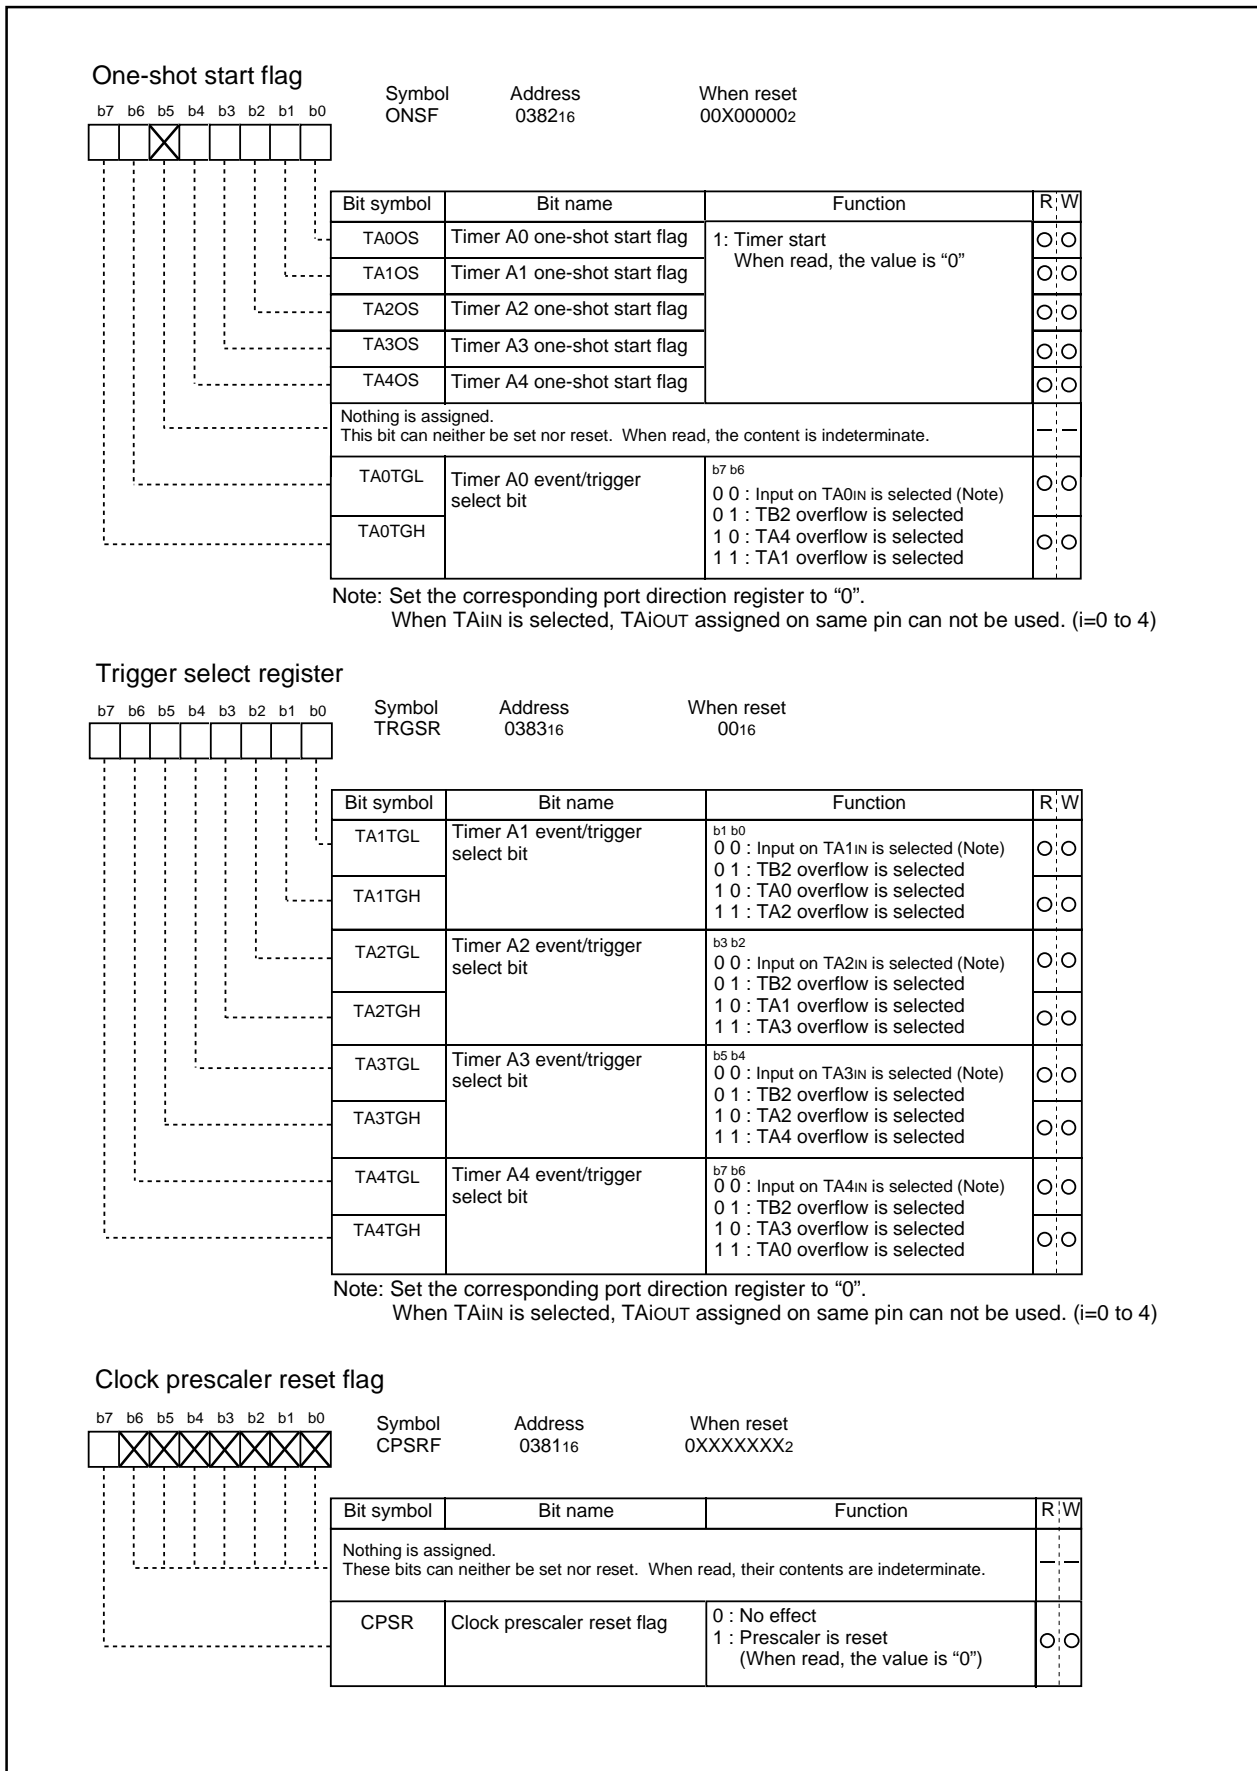 One-shot start flag
Symbol Address When reset
ONSF 038216 00X000002
b7 b6 b5 b4 b3 b2 b1 b0
Bit symbol Bit name Function R W
TA0OS Timer A0 one-shot start flag 1: Timer start
When read, the value is “0”
TA1OS Timer A1 one-shot start flag
TA2OS Timer A2 one-shot start flag
TA3OS Timer A3 one-shot start flag
TA4OS Timer A4 one-shot start flag
Nothing is assigned.
This bit can neither be set nor reset. When read, the content is indeterminate.
TA0TGL Timer A0 event/trigger select bit
TA0TGH
b7 b6
0 0 : Input on TA0IN is selected (Note)
0 1 : TB2 overflow is selected
1 0 : TA4 overflow is selected
1 1 : TA1 overflow is selected
Note: Set the corresponding port direction register to “0”.
When TAiIN is selected, TAiOUT assigned on same pin can not be used. (i=0 to 4)
Trigger select register
Symbol Address When reset
TRGSR 038316 0016
b7 b6 b5 b4 b3 b2 b1 b0
Bit symbol Bit name Function R W
TA1TGL Timer A1 event/trigger select bit
TA1TGH
b1 b0
0 0 : Input on TA1IN is selected (Note)
0 1 : TB2 overflow is selected
1 0 : TA0 overflow is selected
1 1 : TA2 overflow is selected
TA2TGL Timer A2 event/trigger select bit
TA2TGH
b3 b2
0 0 : Input on TA2IN is selected (Note)
0 1 : TB2 overflow is selected
1 0 : TA1 overflow is selected
1 1 : TA3 overflow is selected
TA3TGL Timer A3 event/trigger select bit
TA3TGH
b5 b4
0 0 : Input on TA3IN is selected (Note)
0 1 : TB2 overflow is selected
1 0 : TA2 overflow is selected
1 1 : TA4 overflow is selected
TA4TGL Timer A4 event/trigger select bit
TA4TGH
b7 b6
0 0 : Input on TA4IN is selected (Note)
0 1 : TB2 overflow is selected
1 0 : TA3 overflow is selected
1 1 : TA0 overflow is selected
Note: Set the corresponding port direction register to “0”.
When TAiIN is selected, TAiOUT assigned on same pin can not be used. (i=0 to 4)
Clock prescaler reset flag
Symbol Address When reset
CPSRF 038116 0XXXXXXX2
b7 b6 b5 b4 b3 b2 b1 b0
Bit symbol Bit name Function R W
Nothing is assigned.
These bits can neither be set nor reset. When read, their contents are indeterminate.
CPSR Clock prescaler reset flag 0 : No effect
1 : Prescaler is reset
(When read, the value is “0”)